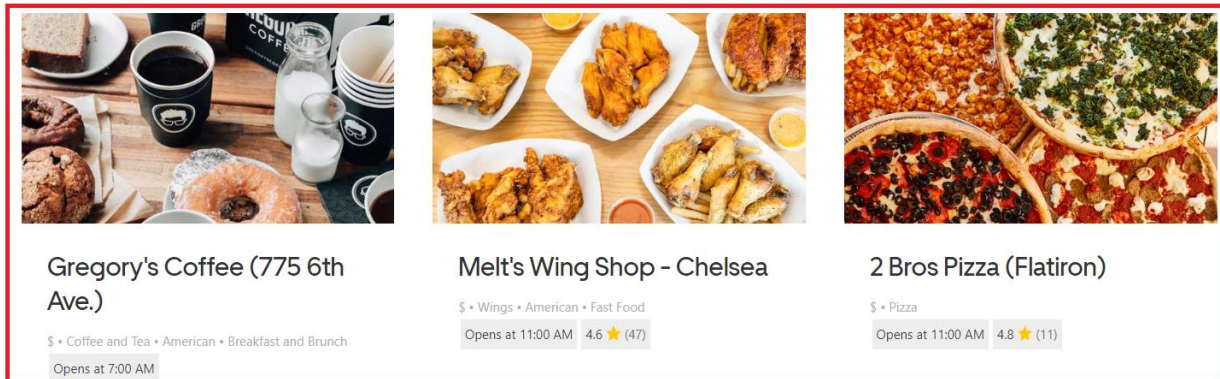 COFFEE
Gregory's Coffee (775 6th
Ave.)
$ • Coffee and Tea • American • Breakfast and Brunch
Opens at 7:00 AM
Melt's Wing Shop - Chelsea
$ • Wings • American • Fast Food
Opens at 11:00 AM 4.6 ★ (47)
2 Bros Pizza (Flatiron)
$ • Pizza
Opens at 11:00 AM 4.8 ★ (11)